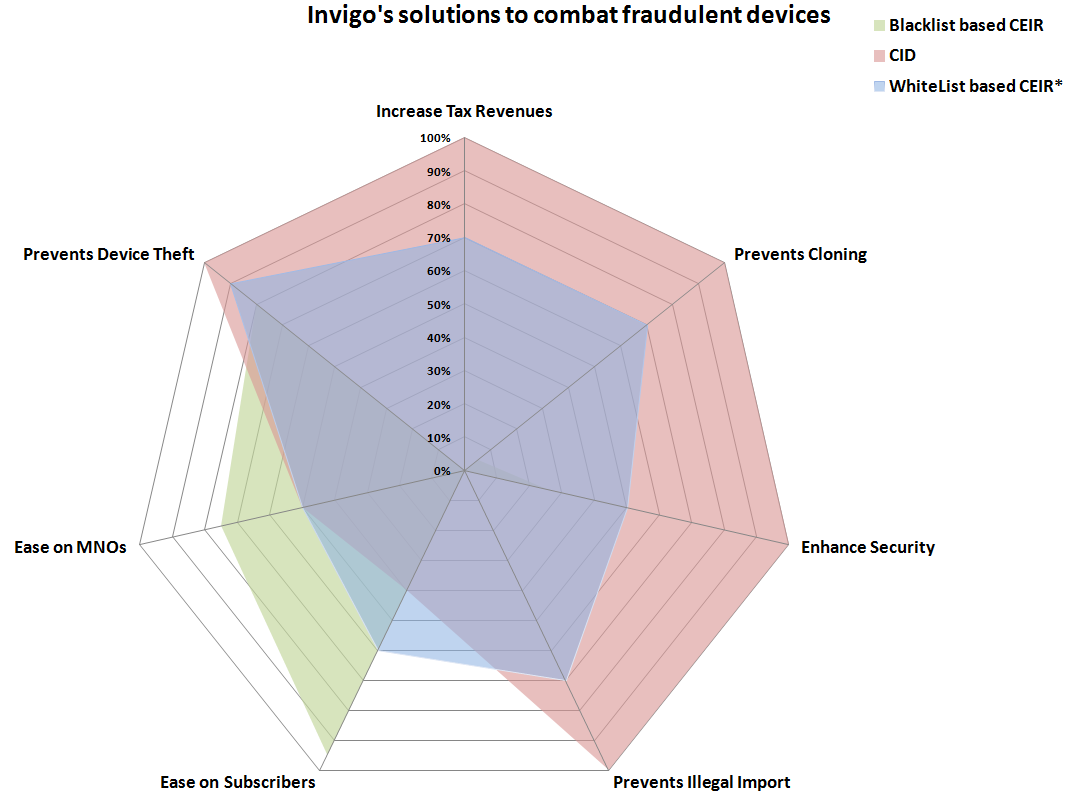 Invigo's solutions to combat fraudulent devices
Blacklist based CEIR
CID
WhiteList based CEIR*
Increase Tax Revenues
100%
90%
80%
70%
60%
50%
40%
30%
20%
10%
0%
Prevents Device Theft
Prevents Cloning
Ease on MNOs
Enhance Security
Ease on Subscribers
Prevents Illegal Import